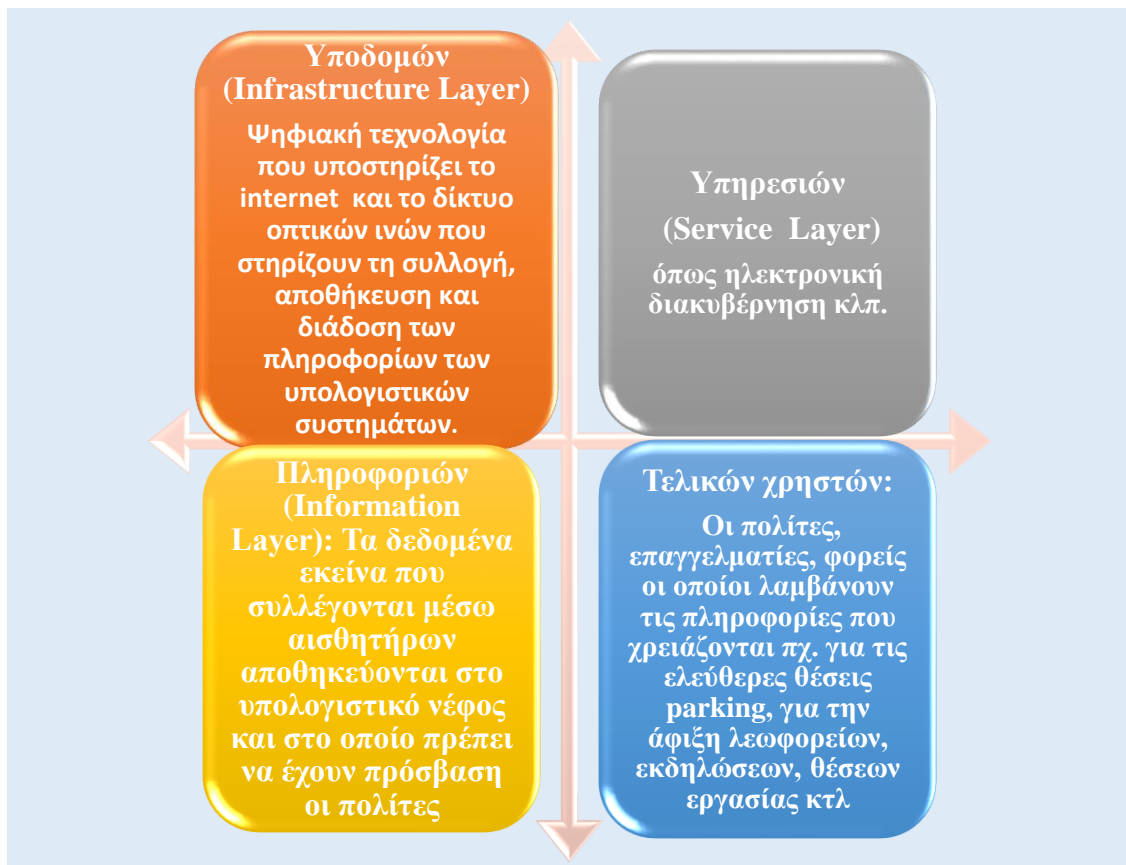 Υποδομών
(Infrastructure Layer)
Ψηφιακή τεχνολογία
που υποστηρίζει το
internet και το δίκτυο
οπτικών ινών που
στηρίζουν τη συλλογή,
αποθήκευση και
διάδοση των
πληροφορίων των
υπολογιστικών
συστημάτων.
Υπηρεσιών
(Service Layer)
όπως ηλεκτρονική
διακυβέρνηση κλπ.
Πληροφοριών
(Information
Layer): Τα δεδομένα
εκείνα που
συλλέγονται μέσω
αισθητήρων
αποθηκεύονται στο
υπολογιστικό νέφος
και στο οποίο πρέπει
να έχουν πρόσβαση
οι πολίτες
Τελικών χρηστών:
Οι πολίτες,
επαγγελματίες, φορείς
οι οποίοι λαμβάνουν
τις πληροφορίες που
χρειάζονται πχ. για τις
ελεύθερες θέσεις
parking, για την
άφιξη λεωφορείων,
εκδηλώσεων, θέσεων
εργασίας κτλ